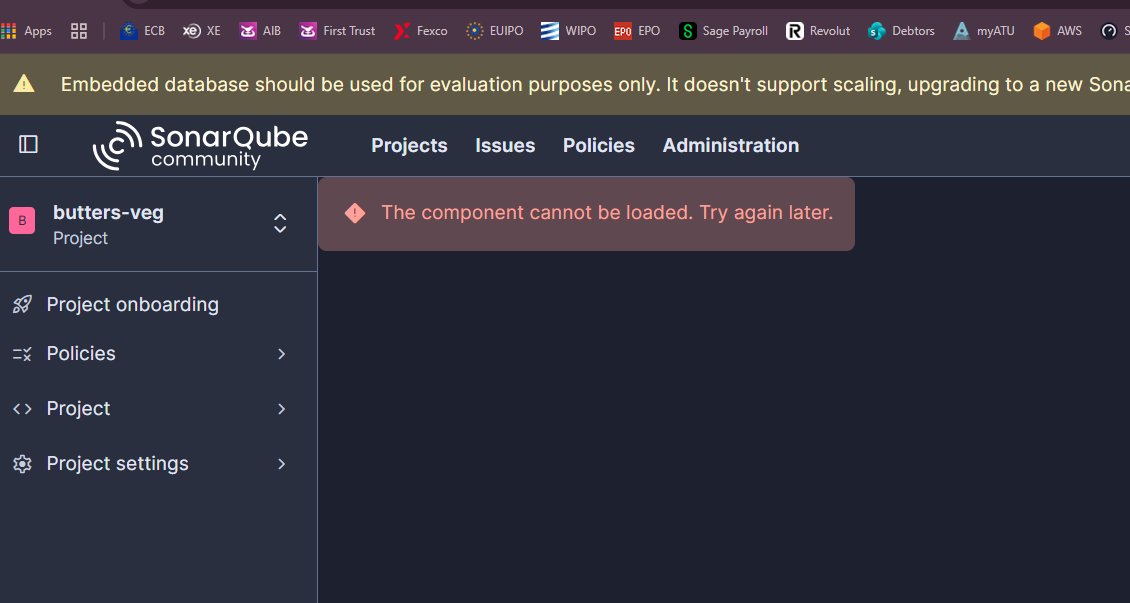 Apps ECB XE XE AIB First Trust Fexco EUIPO WIPO EPO EPO S Sage Payroll R Revolut S Debtors myATU AWS
Embedded database should be used for evaluation purposes only. It doesn't support scaling, upgrading to a new Sona
SonarQube community Projects Issues Policies Administration
B butters-veg
Project
The component cannot be loaded. Try again later.
Project onboarding
Policies
Project
Project settings